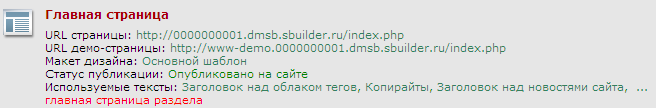 Главная страница
URL страницы: http://0000000001.dmsb.sbuilder.ru/index.php
URL демо-страницы: http://www-demo.0000000001.dmsb.sbuilder.ru/index.php
Макет дизайна: Основной шаблон
Статус публикации: Опубликовано на сайте
Используемые тексты: Заголовок над облаком тегов, Копирайты, Заголовок над новостями сайта, ...
главная страница раздела